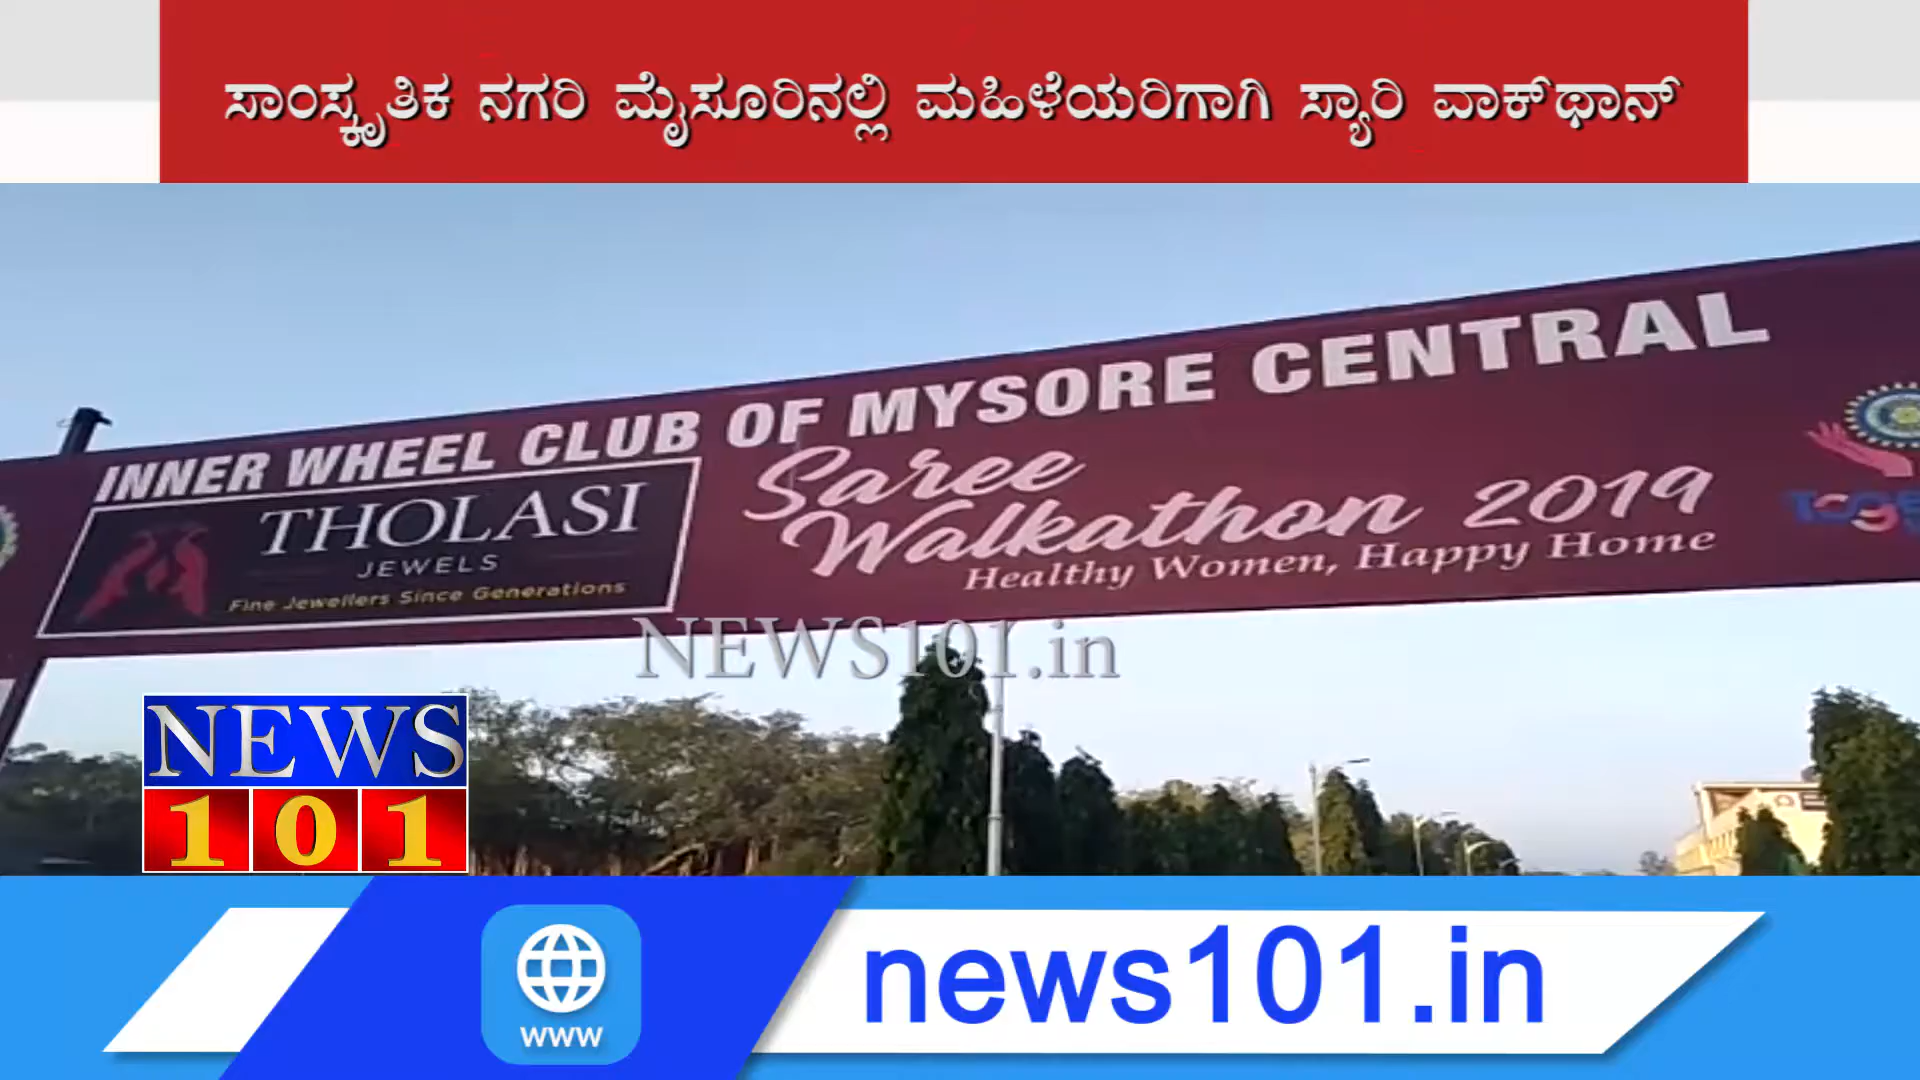 ಸಾಂಸ್ಕೃತಿಕ ನಗರಿ ಮೈಸೂರಿನಲ್ಲಿ ಮಹಿಳೆಯರಿಗಾಗಿ ಸ್ಯಾರಿ ವಾಕ್‌ಥಾನ್
INNER WHEEL CLUB OF MYSORE CENTRAL
THOLASI
JEWELS
Fine Jewellers Since Generations
Saree
Walkathon 2019
Healthy Women, Happy Home
NEWS101.in
NEWS
101
www
news101.in